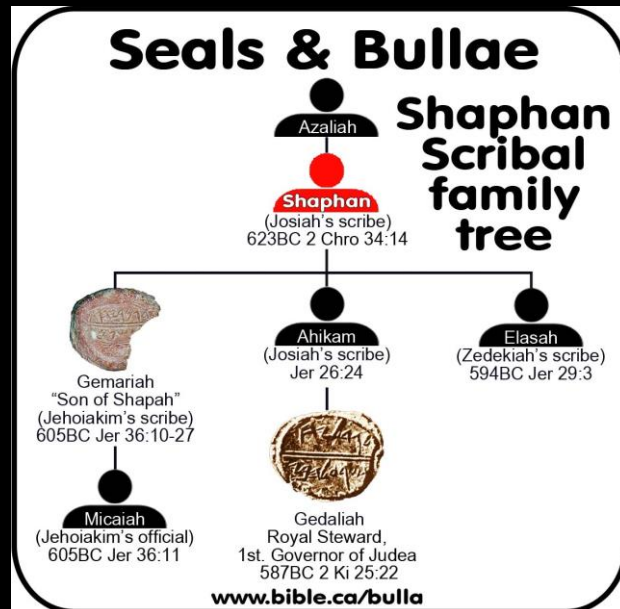 Seals & Bullae
Azaliah
Shaphan
Scribal
family
tree
Shaphan
(Josiah's scribe)
623BC 2 Chro 34:14
Gemariah
"Son of Shapah"
(Jehoiakim's scribe)
605BC Jer 36:10-27
Micaiah
(Jehoiakim's official)
605BC Jer 36:11
Ahikam
(Josiah's scribe)
Jer 26:24
Gedaliah
Royal Steward,
1st. Governor of Judea
587BC 2 Ki 25:22
Elasah
(Zedekiah's scribe)
594BC Jer 29:3
www.bible.ca/bulla